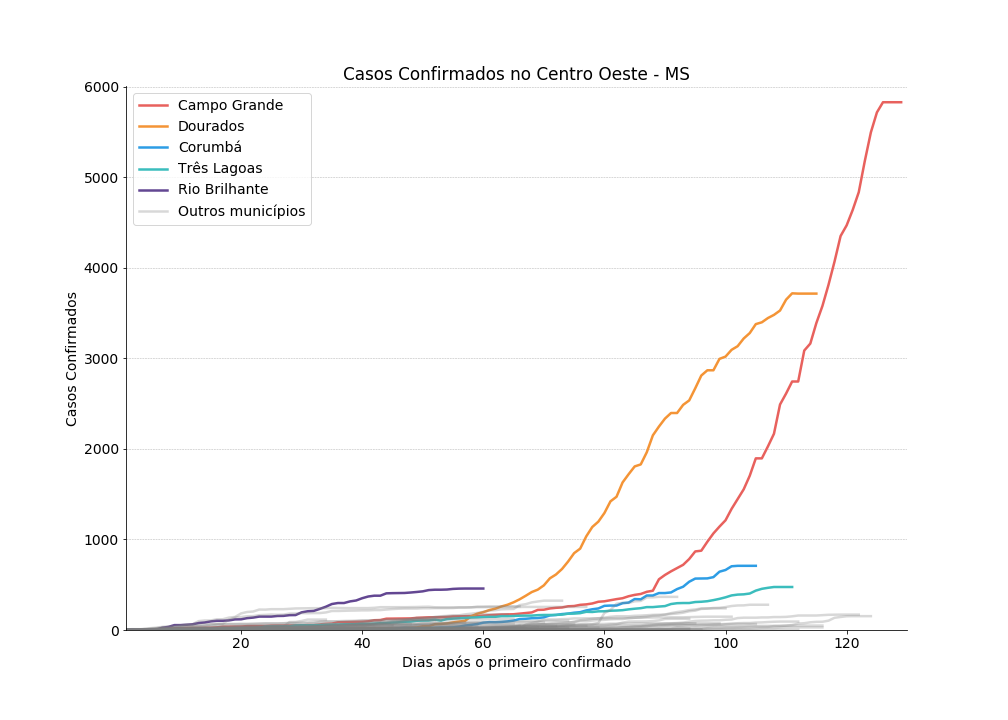 Casos Confirmados no Centro Oeste - MS
6000
5000
4000
3000
2000
1000
0
Casos Confirmados
Campo Grande
Dourados
Corumbá
Três Lagoas
Rio Brilhante
Outros municípios
20
40
60
80
100
120
Dias após o primeiro confirmado